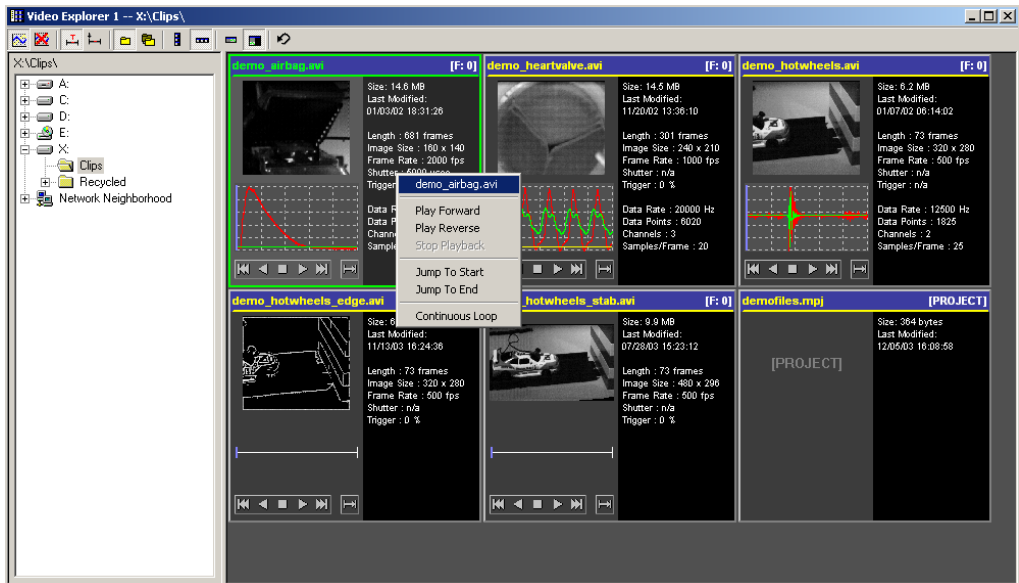 Video Explorer 1 -- X:\Clips\
X:\Clips\
A:
C:
D:
E:
X:
Clips
Recycled
Network Neighborhood
demo_airbag.avi [F: 0]
Size: 14.6 MB
Last Modified:
01/03/02 18:31:26
Length : 681 frames
Image Size : 160 x 140
Frame Rate : 2000 fps
Shutter : 5000 usec
Trigger
Data R
Data P
Chann
Sampl
demo_airbag.avi
Play Forward
Play Reverse
Stop Playback
Jump To Start
Jump To End
Continuous Loop
demo_heartvalve.avi [F: 0]
Size: 14.5 MB
Last Modified:
11/20/02 13:36:10
Length : 301 frames
Image Size : 240 x 210
Frame Rate : 1000 fps
Shutter : n/a
Trigger : 0 %
Data Rate : 20000 Hz
Data Points : 6020
Channels : 3
Samples/Frame : 20
demo_hotwheels.avi [F: 0]
Size: 6.2 MB
Last Modified:
01/07/02 06:14:02
Length : 73 frames
Image Size : 320 x 280
Frame Rate : 500 fps
Shutter : n/a
Trigger : 0 %
Data Rate : 12500 Hz
Data Points : 1825
Channels : 2
Samples/Frame : 25
demo_hotwheels_edge.avi
Size: 6
Last Modified:
11/13/03 16:24:36
Length : 73 frames
Image Size : 320 x 280
Frame Rate : 500 fps
Shutter : n/a
Trigger : 0 %
_hotwheels_stab.avi [F: 0]
Size: 9.9 MB
Last Modified:
07/28/03 15:23:12
Length : 73 frames
Image Size : 480 x 296
Frame Rate : 500 fps
Shutter : n/a
Trigger : 0 %
demofiles.mpj [PROJECT]
[PROJECT]
Size: 364 bytes
Last Modified:
12/05/03 16:08:58